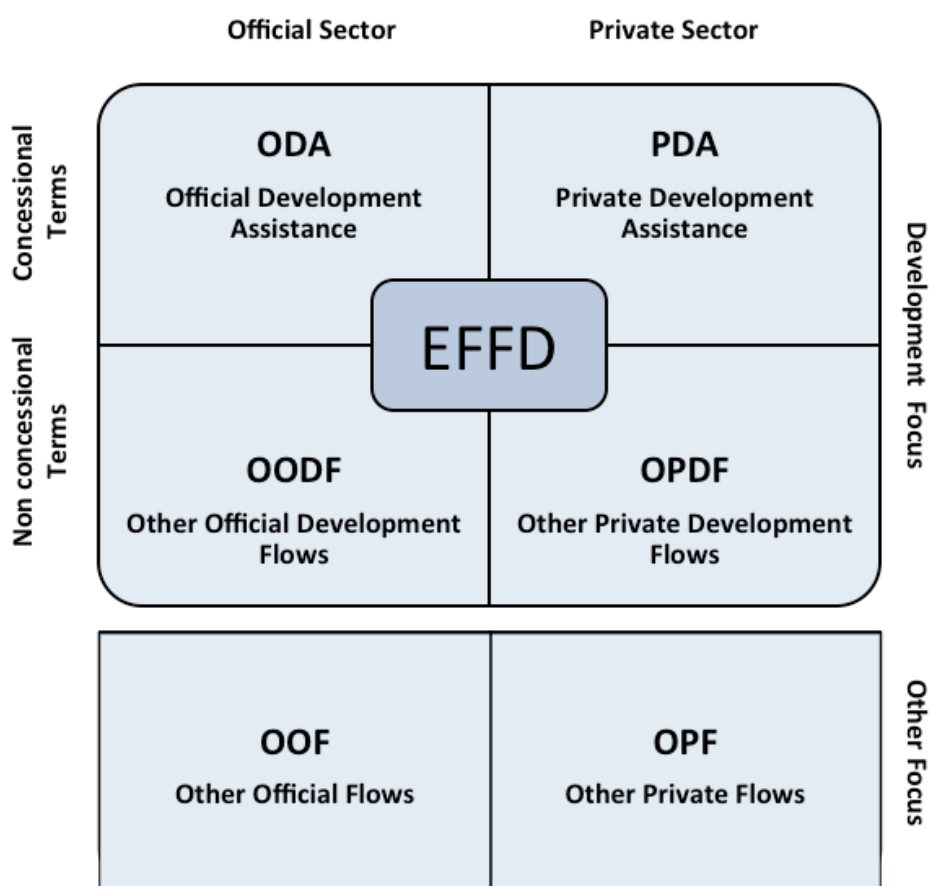 Official Sector
Private Sector
Concessional
Terms
ODA
Official Development
Assistance
PDA
Private Development
Assistance
Development Focus
EFFD
Non concessional
Terms
OODF
Other Official Development
Flows
OPDF
Other Private Development
Flows
OOF
Other Official Flows
OPF
Other Private Flows
Other Focus